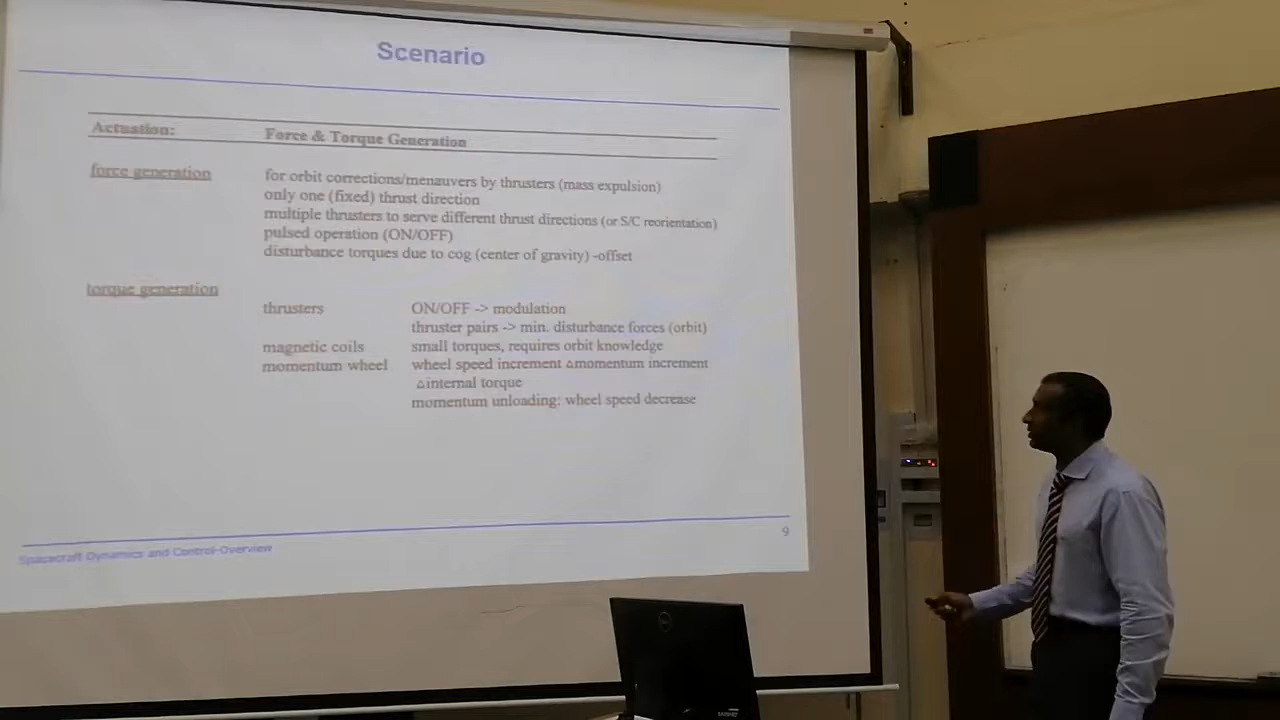 Scenario
Actuation: Force & Torque Generation
force generation for orbit corrections/menauvers by thrusters (mass expulsion)
only one (fixed) thrust direction
multiple thrusters to serve different thrust directions (or S/C reorientation)
pulsed operation (ON/OFF)
disturbance torques due to cog (center of gravity) -offset
torque generation
thrusters ON/OFF -> modulation
thruster pairs -> min. disturbance forces (orbit)
magnetic coils small torques, requires orbit knowledge
momentum wheel wheel speed increment △momentum increment
△internal torque
momentum unloading: wheel speed decrease
Spacecraft Dynamics and Control-Overview 9
DELL